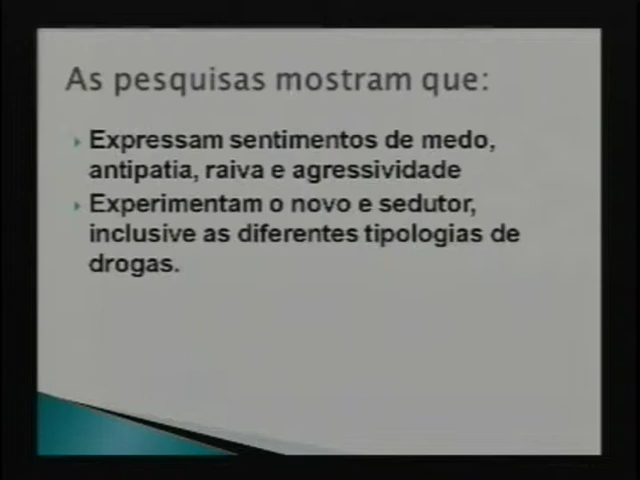 As pesquisas mostram que:
Expressam sentimentos de medo,
antipatia, raiva e agressividade
Experimentam o novo e sedutor,
inclusive as diferentes tipologias de
drogas.